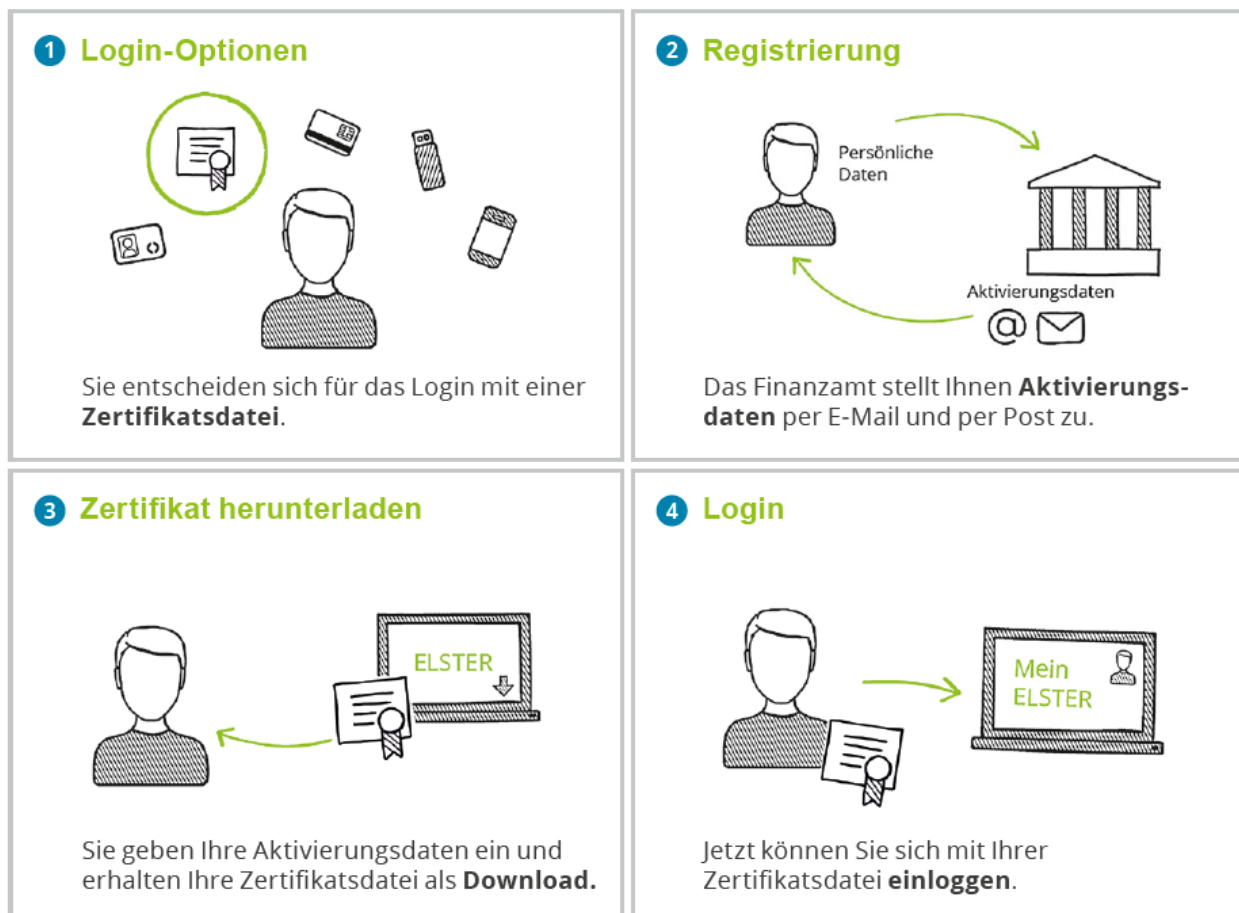 1 Login-Optionen
Sie entscheiden sich für das Login mit einer
Zertifikatsdatei.
2 Registrierung
Persönliche
Daten
Aktivierungsdaten
@
Das Finanzamt stellt Ihnen Aktivierungs-
daten per E-Mail und per Post zu.
3 Zertifikat herunterladen
ELSTER
Sie geben Ihre Aktivierungsdaten ein und
erhalten Ihre Zertifikatsdatei als Download.
4 Login
Mein
ELSTER
Jetzt können Sie sich mit Ihrer
Zertifikatsdatei einloggen.